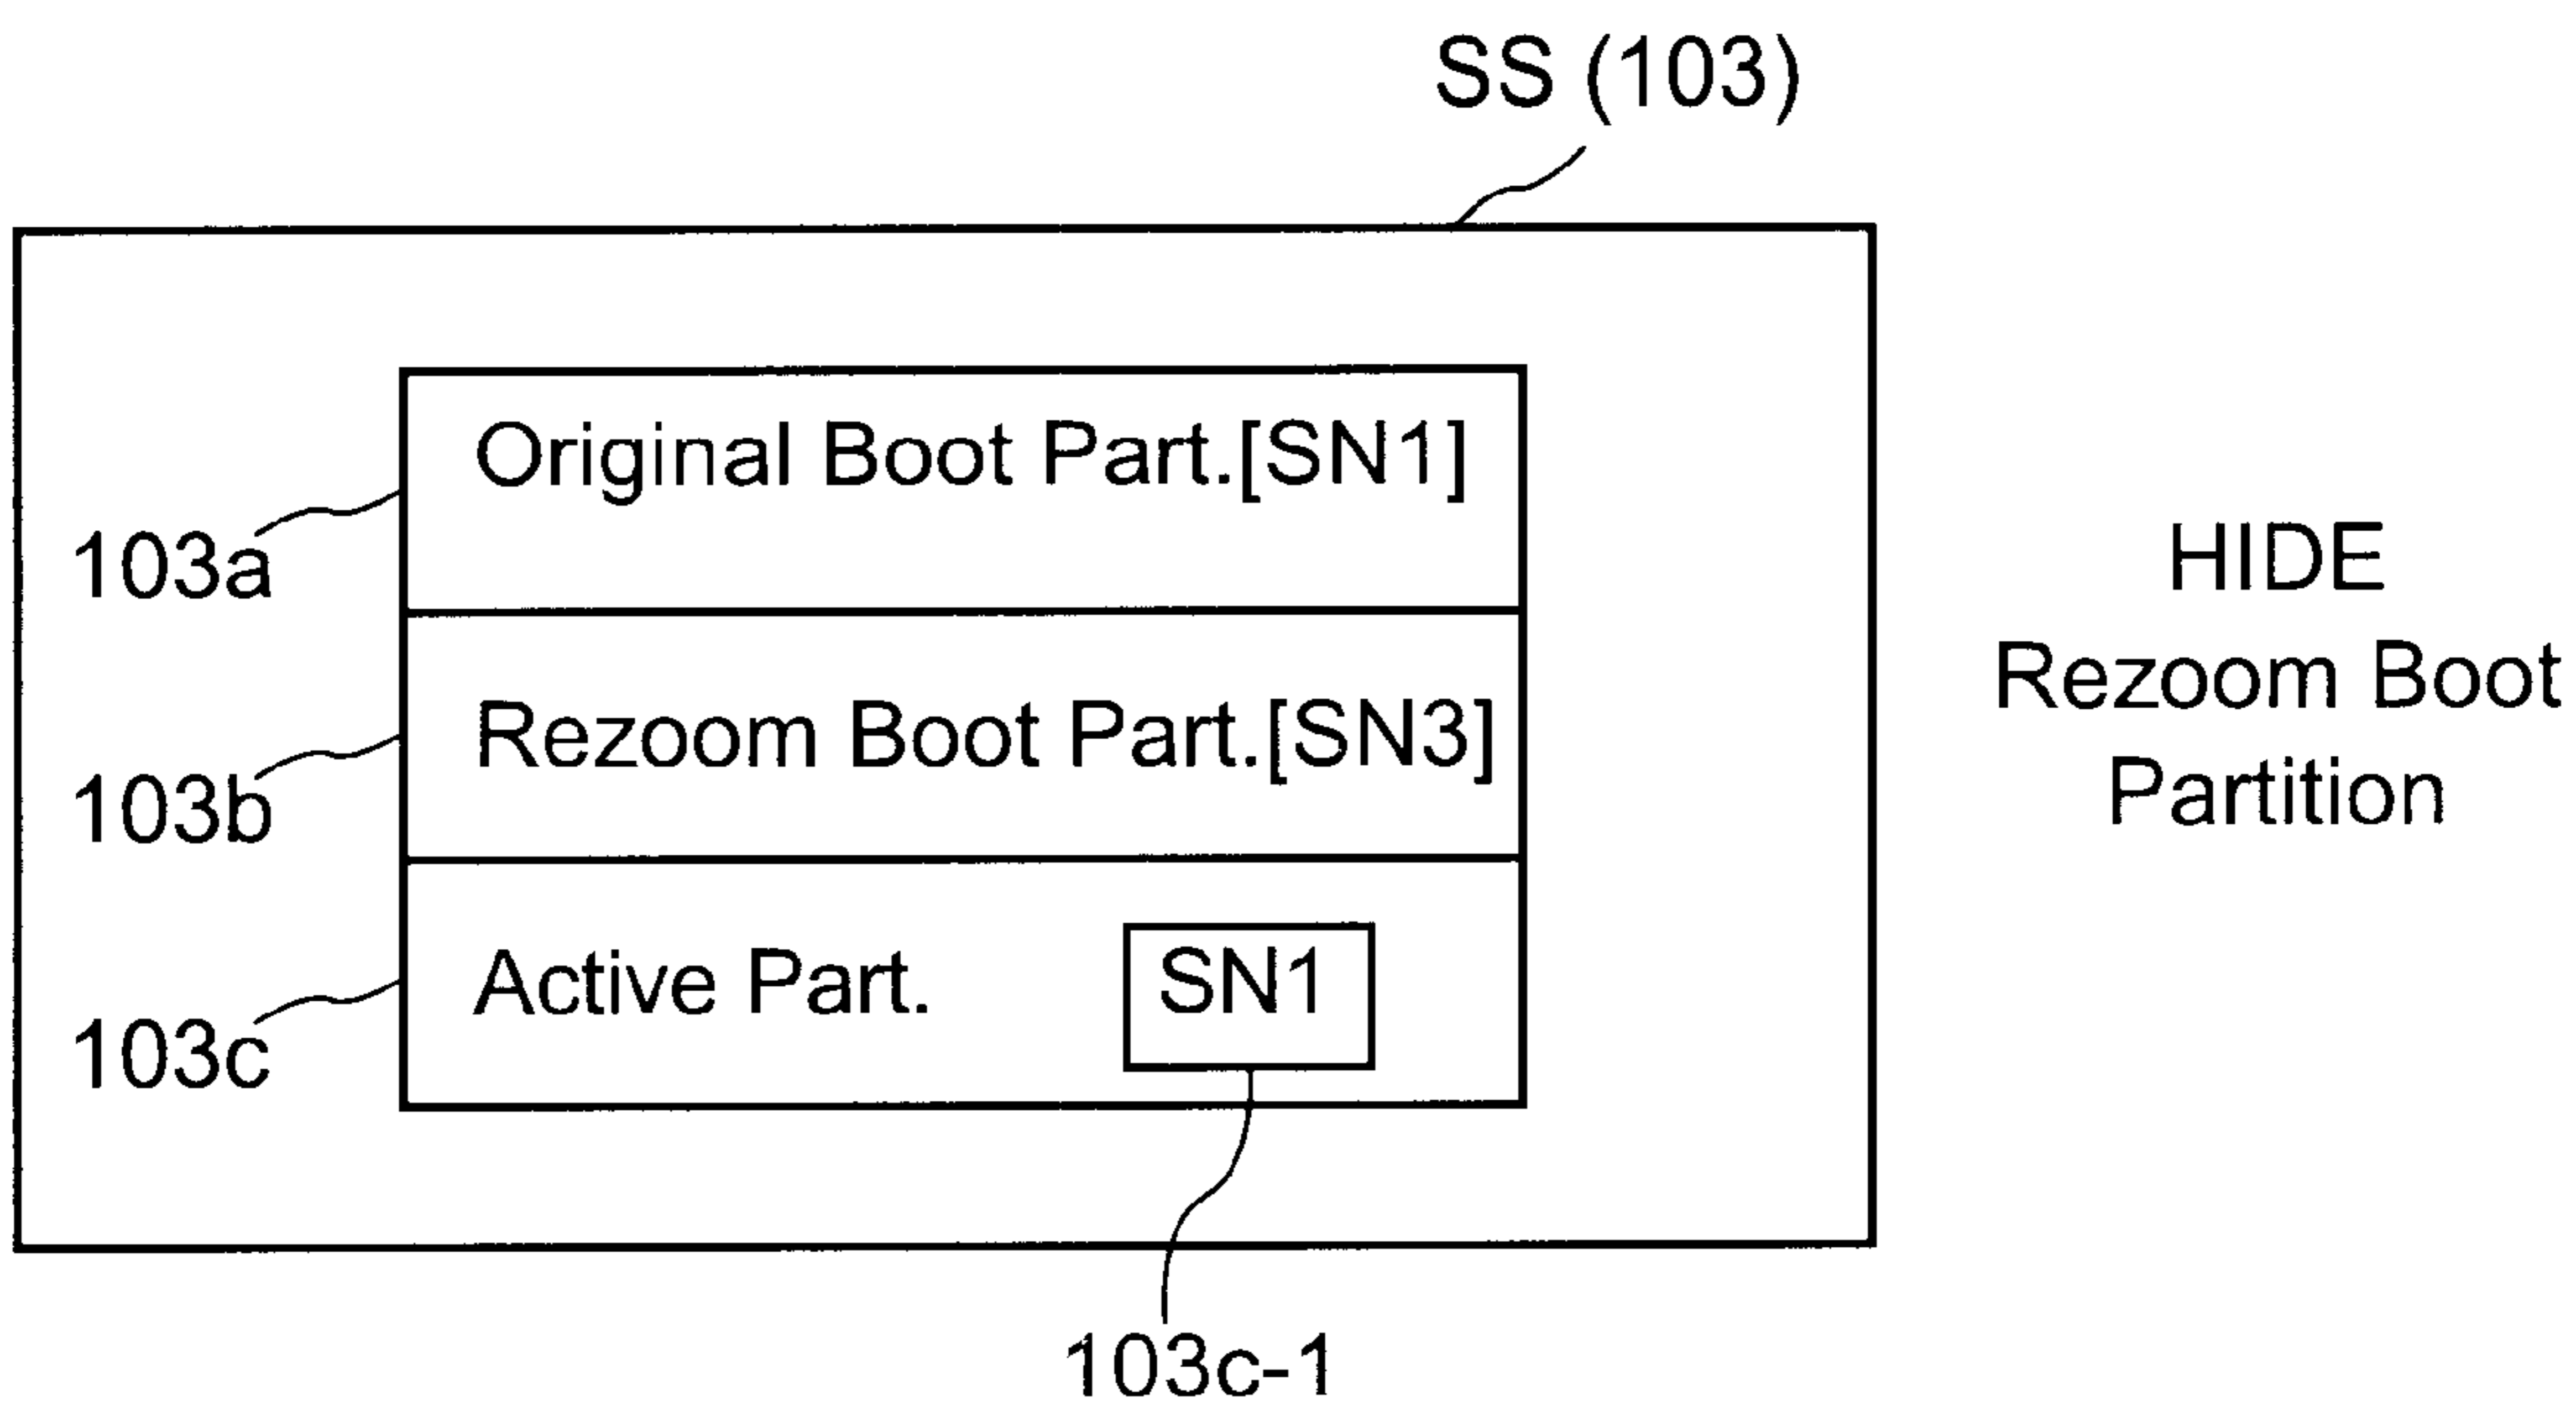 SS (103)
Original Boot Part.[SN1]
103a
Rezoom Boot Part.[SN3]
103b
Active Part.
SN1
103c
103c-1
HIDE
Rezoom Boot
Partition